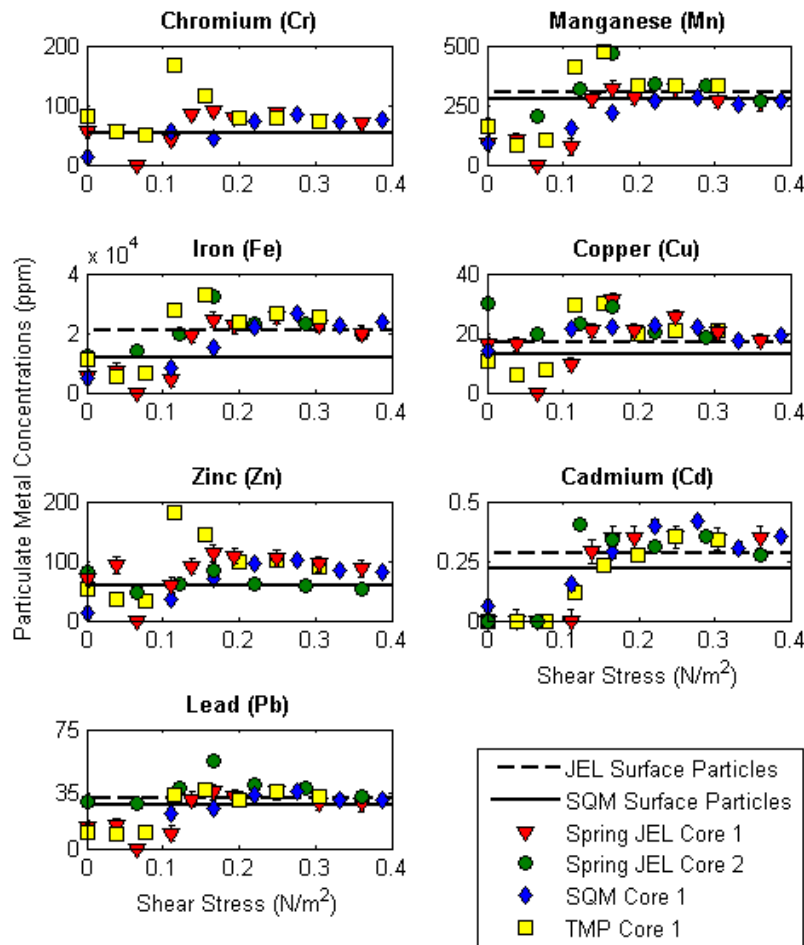 Chromium (Cr)
Manganese (Mn)
200
100
0
0 0.1 0.2 0.3 0.4
500
250
0
0 0.1 0.2 0.3 0.4
Particulate Metal Concentrations (ppm)
x 10^4
Iron (Fe)
Copper (Cu)
4
2
0
0 0.1 0.2 0.3 0.4
40
20
0
0 0.1 0.2 0.3 0.4
Zinc (Zn)
Cadmium (Cd)
200
100
0
0 0.1 0.2 0.3 0.4
0.5
0.25
0
0 0.1 0.2 0.3 0.4
Shear Stress (N/m²)
Lead (Pb)
75
35
0
0 0.1 0.2 0.3 0.4
Shear Stress (N/m²)
JEL Surface Particles
SQM Surface Particles
Spring JEL Core 1
Spring JEL Core 2
SQM Core 1
TMP Core 1